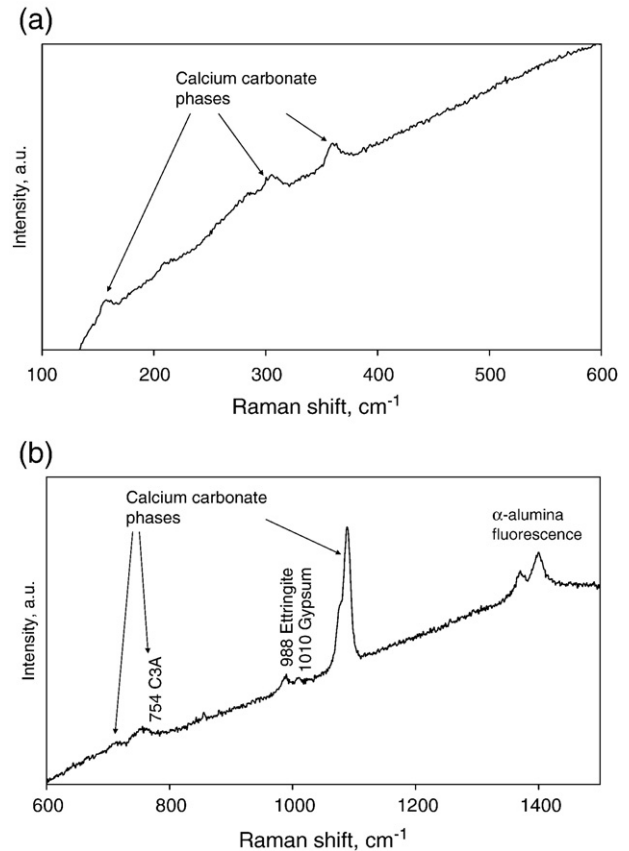 (a)
Calcium carbonate
phases
Intensity, a.u.
100 200 300 400 500 600
Raman shift, cm⁻¹
(b)
Calcium carbonate
phases
α-alumina
fluorescence
988 Ettringite
1010 Gypsum
754 C3A
Intensity, a.u.
600 800 1000 1200 1400
Raman shift, cm⁻¹